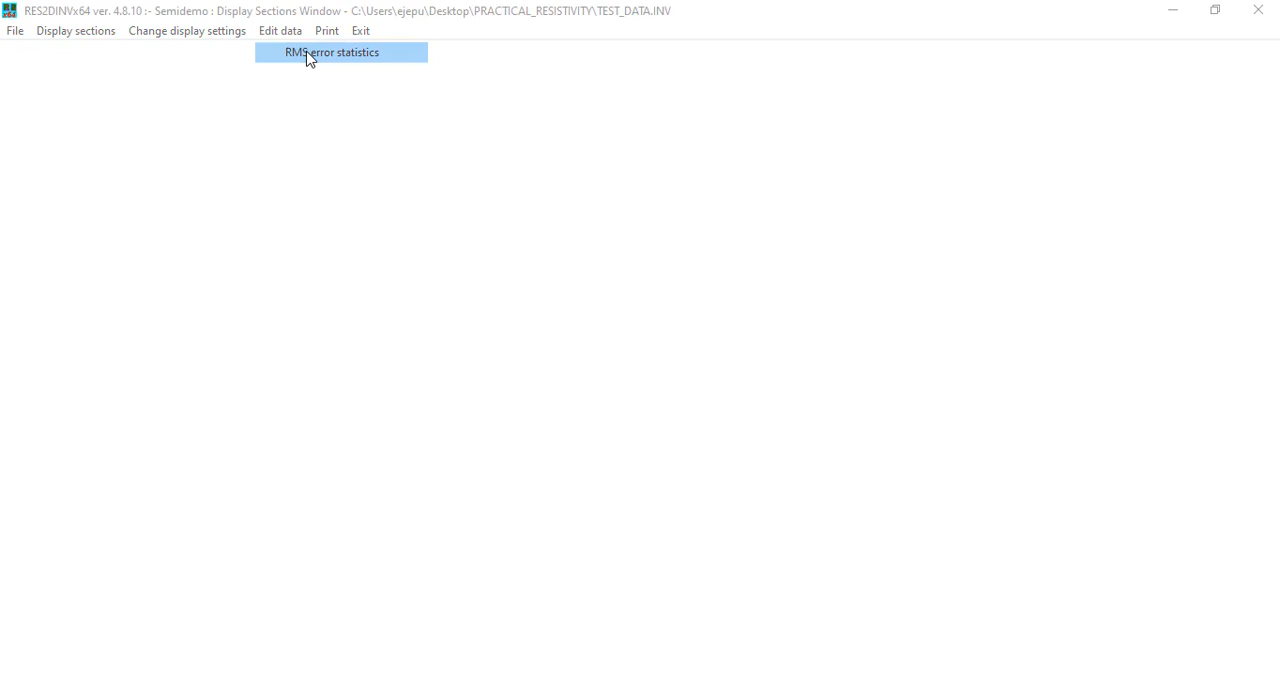 RES2DINVx64 ver. 4.8.10 :- Semidemo : Display Sections Window - C:\Users\ejepu\Desktop\PRACTICAL_RESISTIVITY\TEST_DATA.INV
File Display sections Change display settings Edit data Print Exit
RMS error statistics